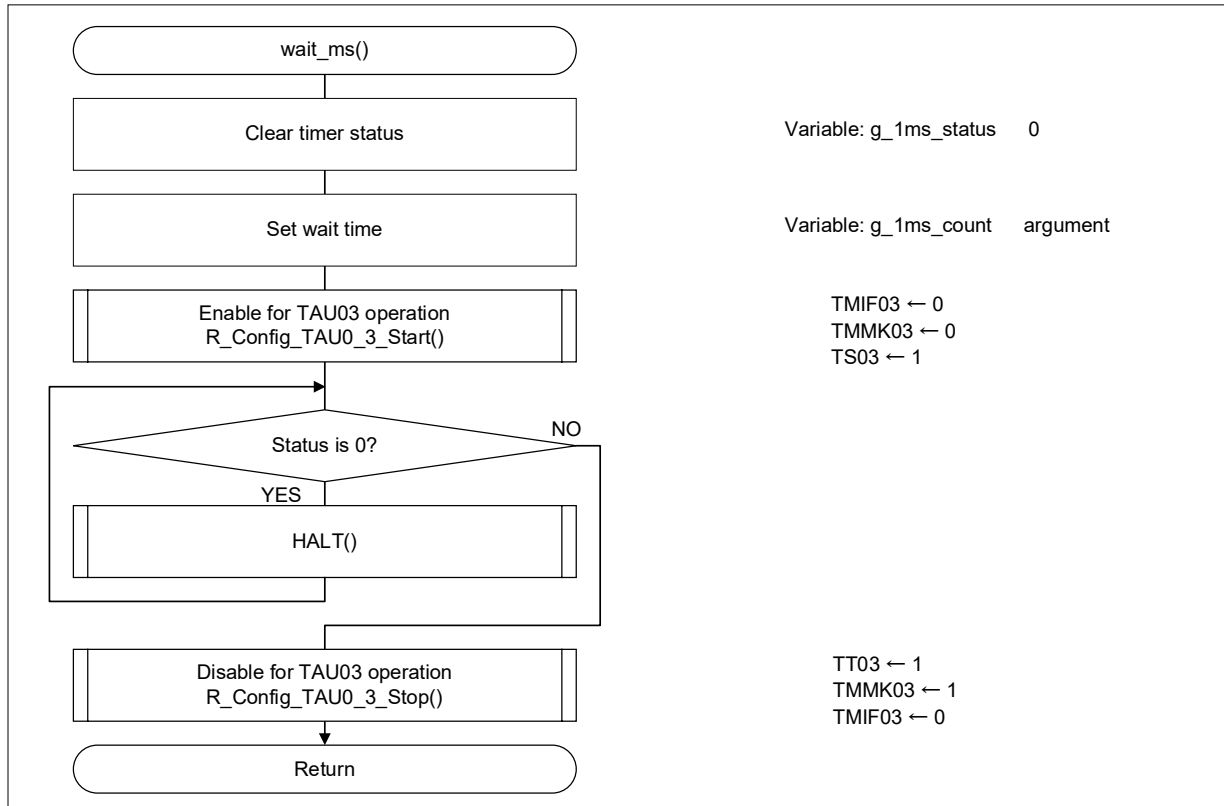 wait_ms()
Clear timer status
Variable: g_1ms_status 0
Set wait time
Variable: g_1ms_count argument
Enable for TAU03 operation
R_Config_TAU0_3_Start()
TMIF03 ← 0
TMMK03 ← 0
TS03 ← 1
Status is 0?
NO
YES
HALT()
Disable for TAU03 operation
R_Config_TAU0_3_Stop()
TT03 ← 1
TMMK03 ← 1
TMIF03 ← 0
Return